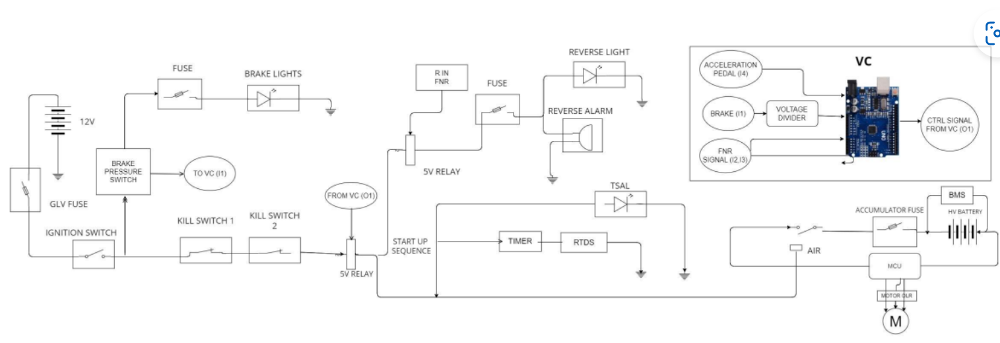 REVERSE LIGHT
VC
FUSE
BRAKE LIGHTS
R IN
FNR
FUSE
ACCELERATION
PEDAL (I4)
12V
REVERSE ALARM
BRAKE (I1)
VOLTAGE
DIVIDER
CTRL SIGNAL
FROM VC (O1)
UNO
FNR
SIGNAL (I2,I3)
BRAKE
PRESSURE
SWITCH
TO VC (I1)
5V RELAY
GLV FUSE
FROM VC (O1)
TSAL
BMS
IGNITION SWITCH
KILL SWITCH 1
KILL SWITCH
2
ACCUMULATOR FUSE
HV BATTERY
START UP
SEQUENCE
TIMER
RTDS
AIR
5V RELAY
MCU
MOTOR OLR
M